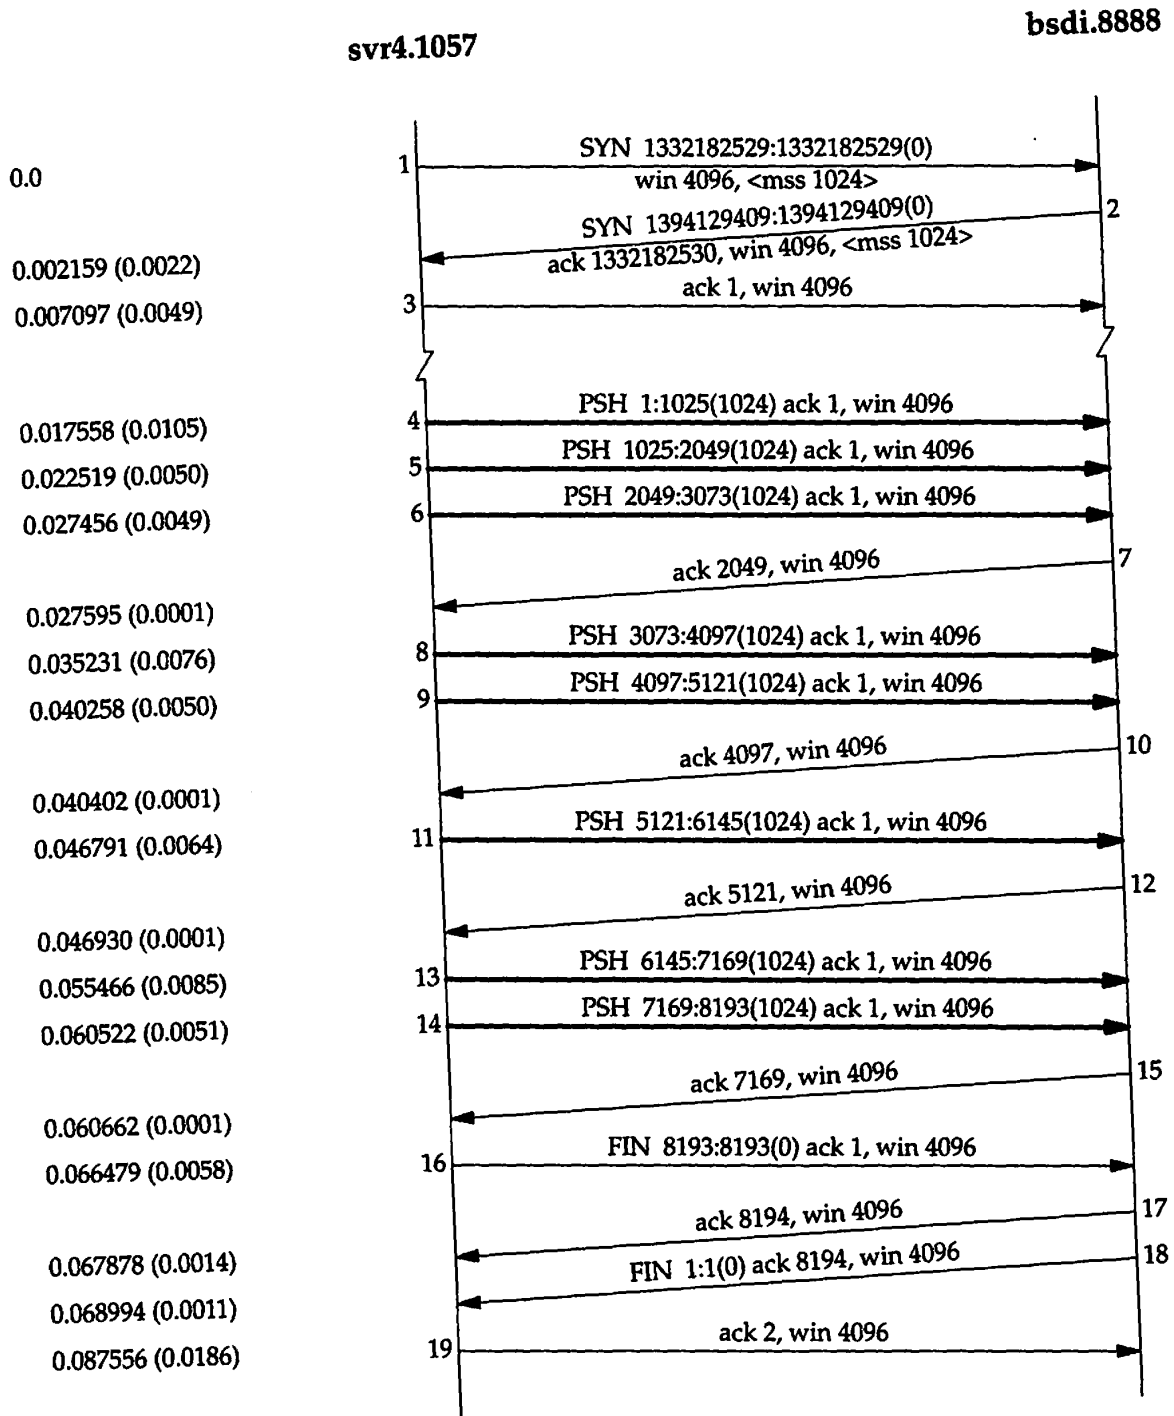 svr4.1057
bsdi.8888
0.0
1
SYN 1332182529:1332182529(0)
win 4096, <mss 1024>
SYN 1394129409:1394129409(0)
2
0.002159 (0.0022)
ack 1332182530, win 4096, <mss 1024>
0.007097 (0.0049)
3
ack 1, win 4096
0.017558 (0.0105)
4
PSH 1:1025(1024) ack 1, win 4096
0.022519 (0.0050)
5
PSH 1025:2049(1024) ack 1, win 4096
0.027456 (0.0049)
6
PSH 2049:3073(1024) ack 1, win 4096
ack 2049, win 4096
7
0.027595 (0.0001)
0.035231 (0.0076)
8
PSH 3073:4097(1024) ack 1, win 4096
0.040258 (0.0050)
9
PSH 4097:5121(1024) ack 1, win 4096
ack 4097, win 4096
10
0.040402 (0.0001)
0.046791 (0.0064)
11
PSH 5121:6145(1024) ack 1, win 4096
ack 5121, win 4096
12
0.046930 (0.0001)
0.055466 (0.0085)
13
PSH 6145:7169(1024) ack 1, win 4096
0.060522 (0.0051)
14
PSH 7169:8193(1024) ack 1, win 4096
ack 7169, win 4096
15
0.060662 (0.0001)
0.066479 (0.0058)
16
FIN 8193:8193(0) ack 1, win 4096
ack 8194, win 4096
17
0.067878 (0.0014)
FIN 1:1(0) ack 8194, win 4096
18
0.068994 (0.0011)
0.087556 (0.0186)
19
ack 2, win 4096